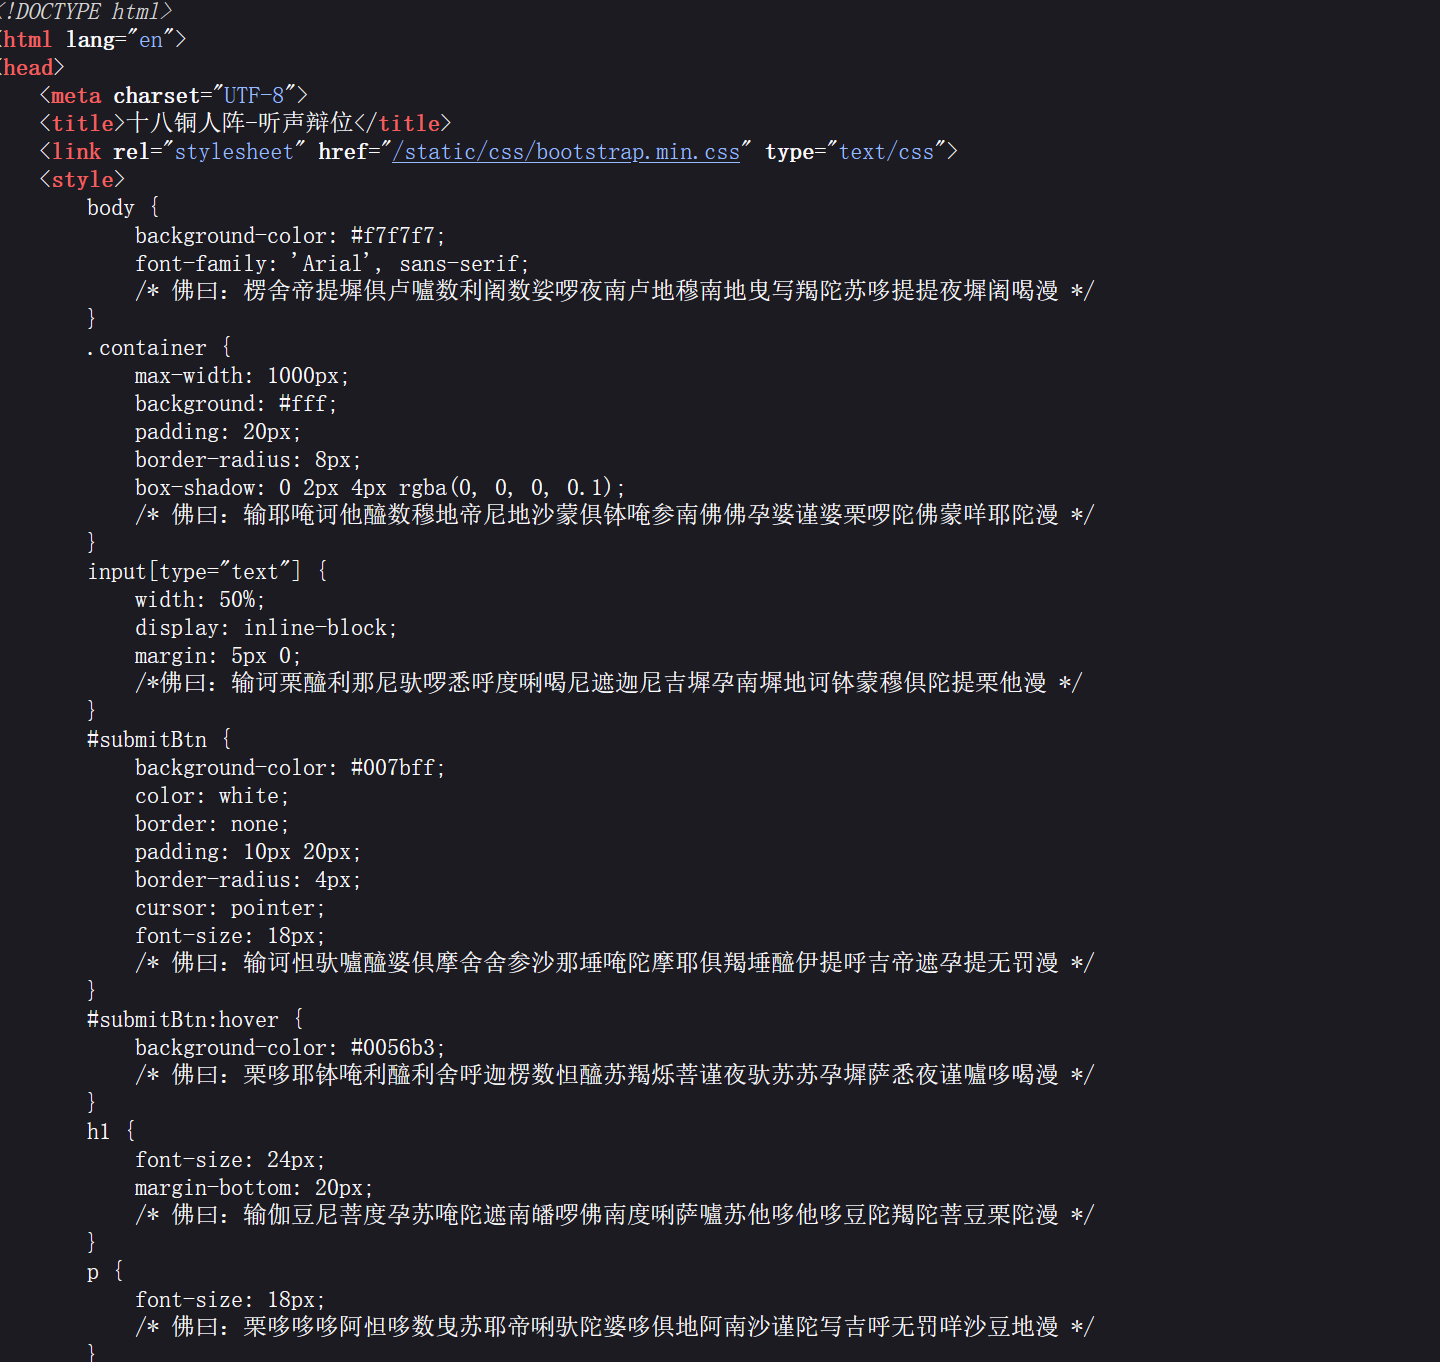 <!DOCTYPE html>
<html lang="en">
<head>
<meta charset="UTF-8">
<title>十八铜人阵-听声辩位</title>
<link rel="stylesheet" href="/static/css/bootstrap.min.css" type="text/css">
<style>
body {
background-color: #f7f7f7;
font-family: 'Arial', sans-serif;
/* 佛曰：楞舍帝提墀俱卢嚧数利阇数娑啰夜南卢地穆南地曳写羯陀苏哆提提夜墀阇喝漫 */
}
.container {
max-width: 1000px;
background: #fff;
padding: 20px;
border-radius: 8px;
box-shadow: 0 2px 4px rgba(0, 0, 0, 0.1);
/* 佛曰：输耶唵诃他醯数穆地帝尼地沙蒙俱钵唵参南佛佛孕婆谨婆栗啰陀佛蒙咩耶陀漫 */
}
input[type="text"] {
width: 50%;
display: inline-block;
margin: 5px 0;
/*佛曰：输诃栗醯利那尼驮啰悉呼度唎喝尼遮迦尼吉墀孕南墀地诃钵蒙穆俱陀提栗他漫 */
}
#submitBtn {
background-color: #007bff;
color: white;
border: none;
padding: 10px 20px;
border-radius: 4px;
cursor: pointer;
font-size: 18px;
/* 佛曰：输诃怛驮嚧醯婆俱摩舍舍参沙那埵唵陀摩耶俱羯埵醯伊提呼吉帝遮孕提无罚漫 */
}
#submitBtn:hover {
background-color: #0056b3;
/* 佛曰：栗哆耶钵唵利醯利舍呼迦楞数怛醯苏羯烁菩谨夜驮苏苏孕墀萨悉夜谨嚧哆喝漫 */
}
h1 {
font-size: 24px;
margin-bottom: 20px;
/* 佛曰：输伽豆尼菩度孕苏唵陀遮南皤啰佛南度唎萨嚧苏他哆他哆豆陀羯陀菩豆栗陀漫 */
}
p {
font-size: 18px;
/* 佛曰：栗哆哆哆阿怛哆数曳苏耶帝唎驮陀婆哆俱地阿南沙谨陀写吉呼无罚咩沙豆地漫 */
}